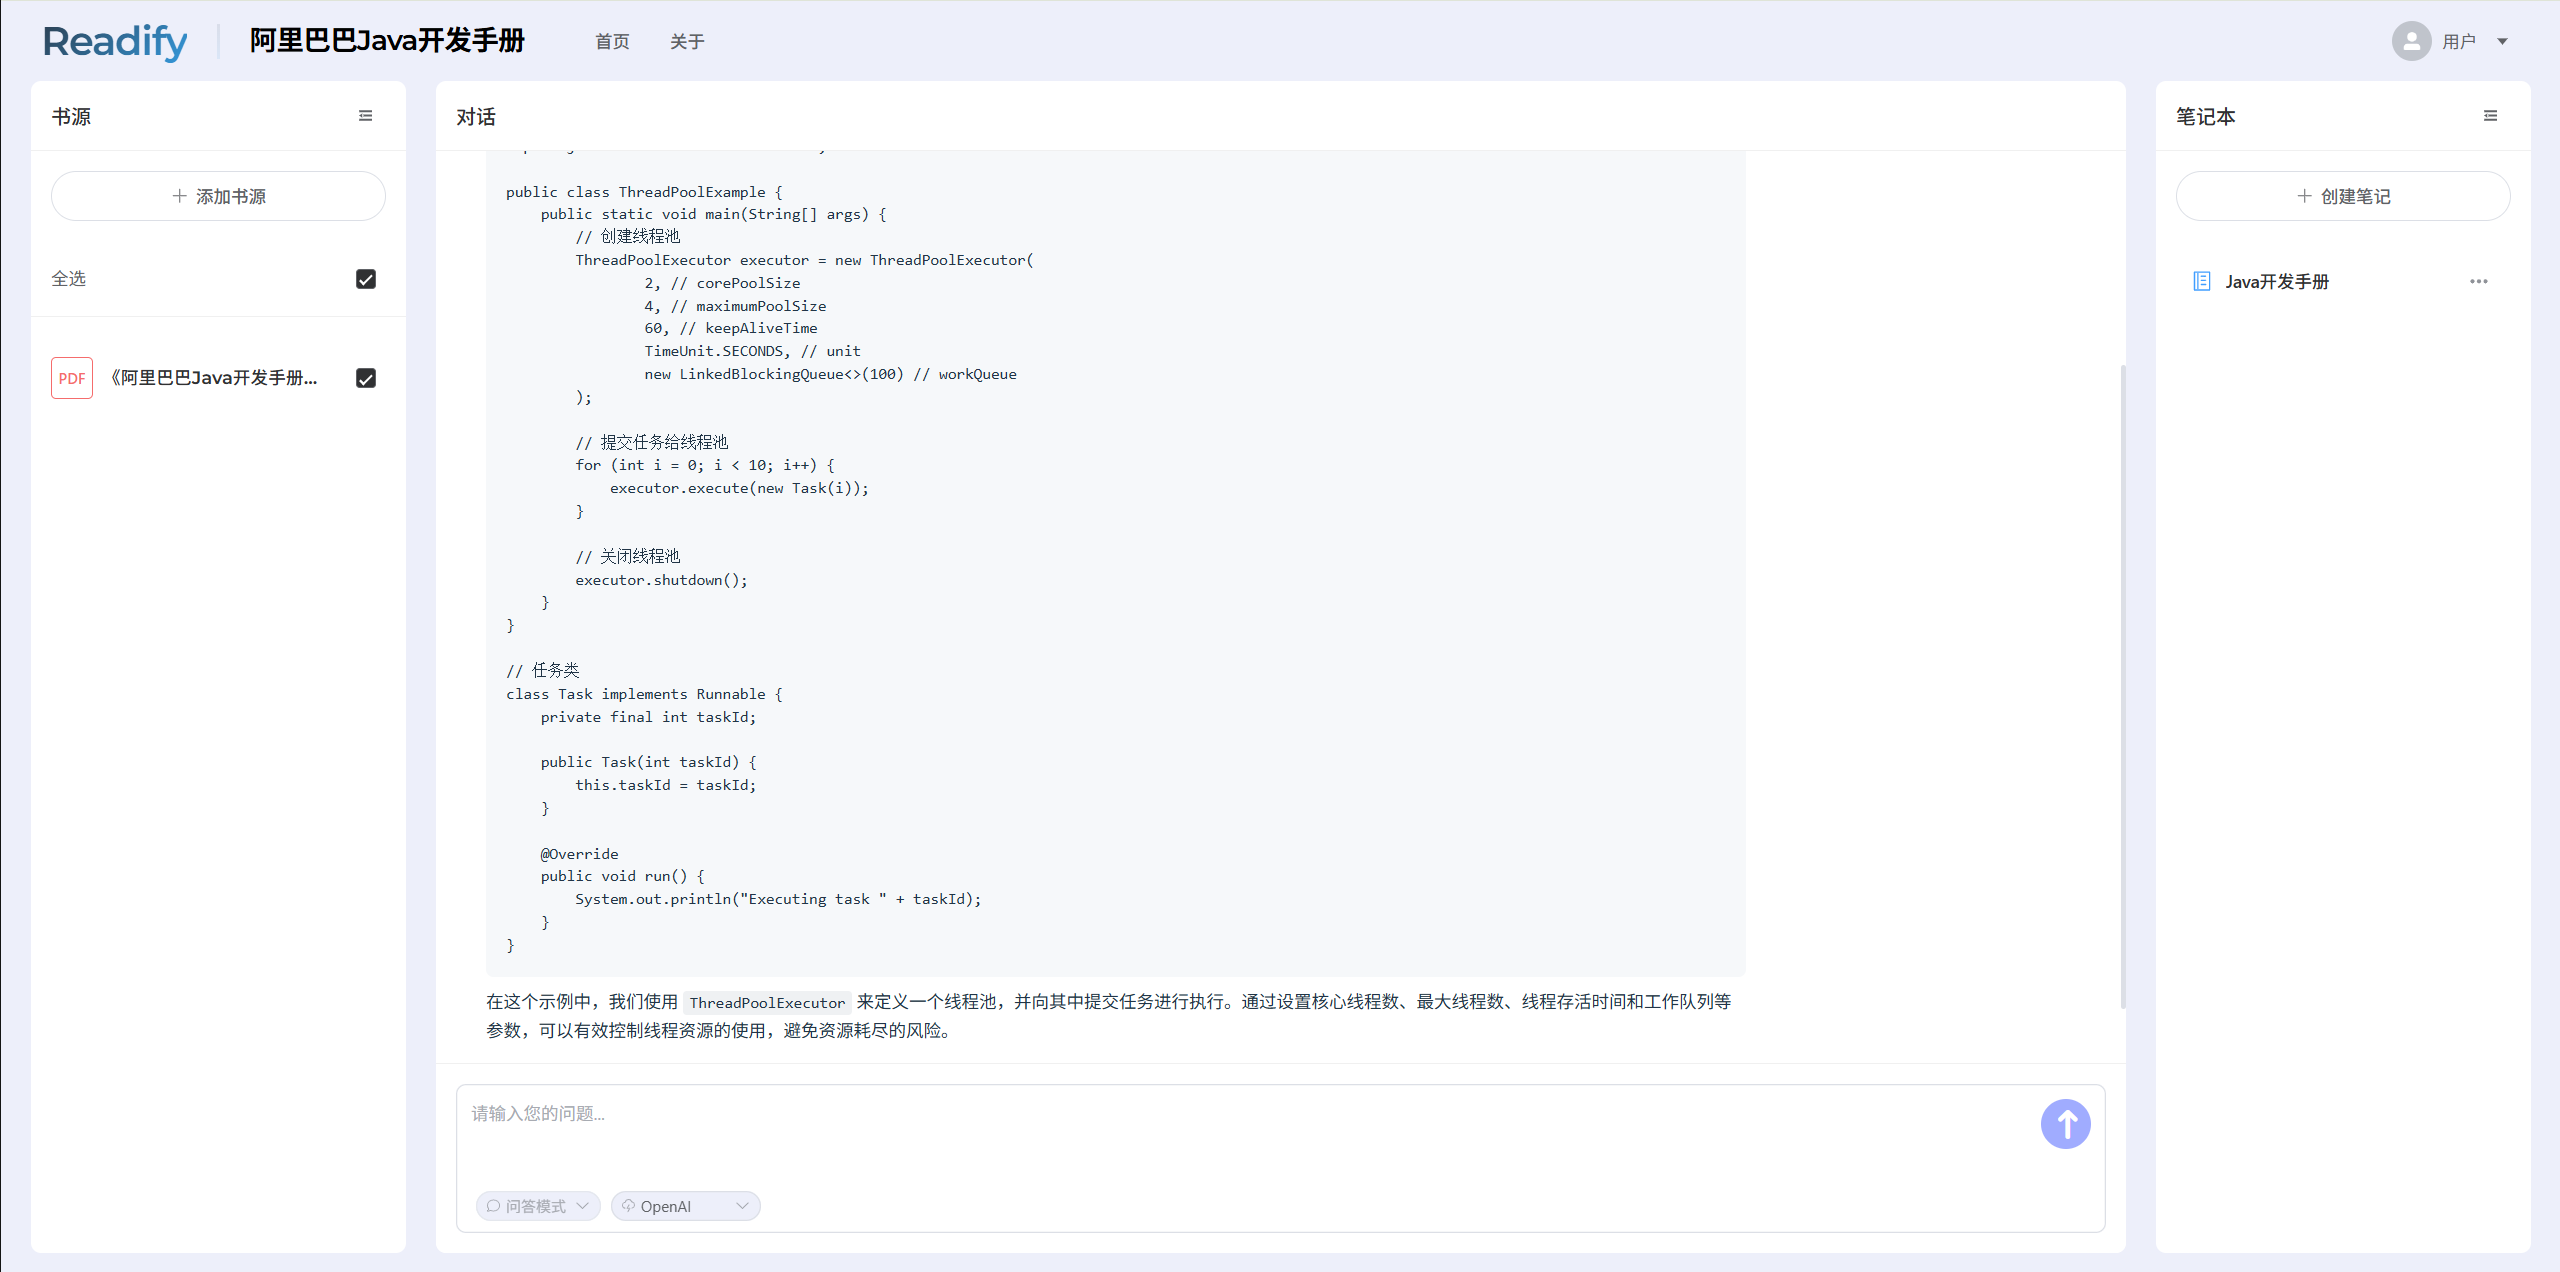 Readify
阿里巴巴Java开发手册
首页
关于
用户
书源
添加书源
全选
PDF
《阿里巴巴Java开发手册...
对话
public class ThreadPoolExample {
    public static void main(String[] args) {
        // 创建线程池
        ThreadPoolExecutor executor = new ThreadPoolExecutor(
                2, // corePoolSize
                4, // maximumPoolSize
                60, // keepAliveTime
                TimeUnit.SECONDS, // unit
                new LinkedBlockingQueue<>(100) // workQueue
        );
        // 提交任务给线程池
        for (int i = 0; i < 10; i++) {
            executor.execute(new Task(i));
        }
        // 关闭线程池
        executor.shutdown();
    }
}
// 任务类
class Task implements Runnable {
    private final int taskId;
    public Task(int taskId) {
        this.taskId = taskId;
    }
    @Override
    public void run() {
        System.out.println("Executing task " + taskId);
    }
}
在这个示例中，我们使用 ThreadPoolExecutor 来定义一个线程池，并向其中提交任务进行执行。通过设置核心线程数、最大线程数、线程存活时间和工作队列等
参数，可以有效控制线程资源的使用，避免资源耗尽的风险。
请输入您的问题...
问答模式
OpenAI
笔记本
创建笔记
Java开发手册